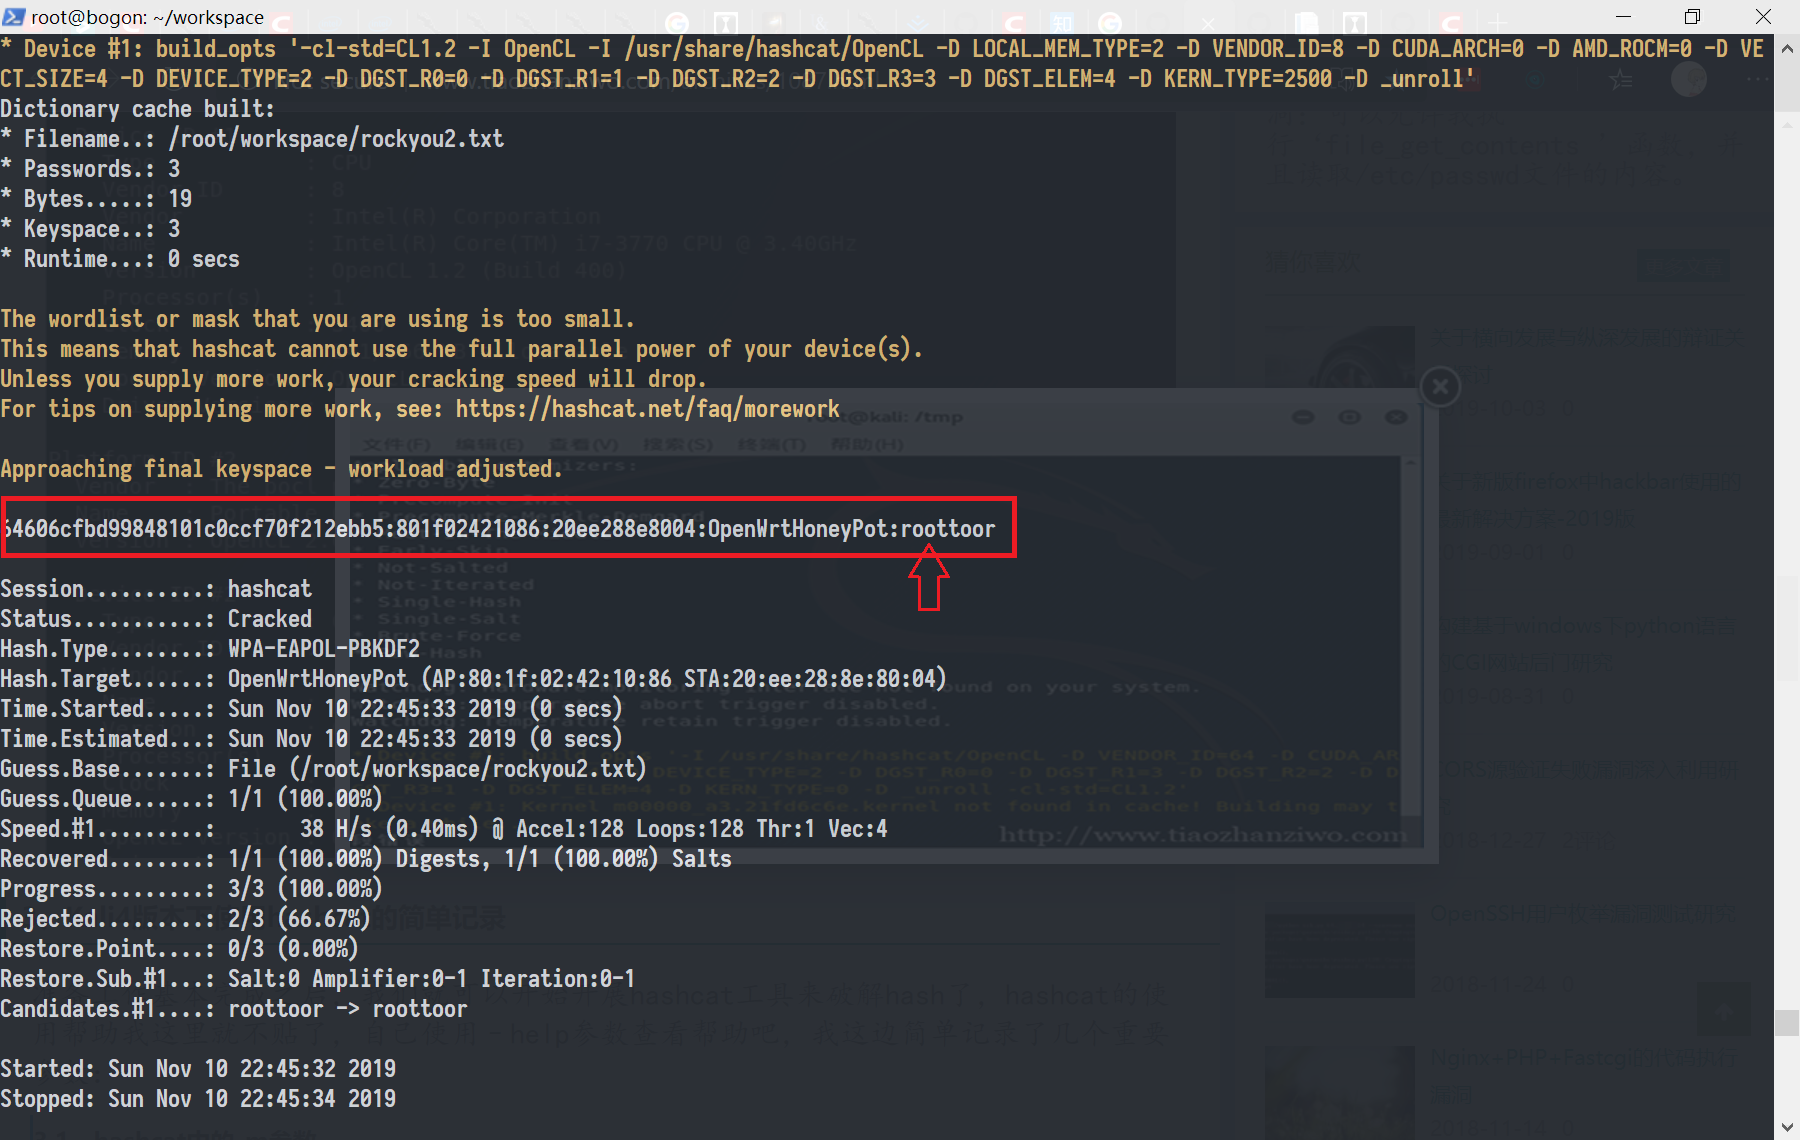 root@bogon: ~/workspace
* Device #1: build_opts '-cl-std=CL1.2 -I OpenCL -I /usr/share/hashcat/OpenCL -D LOCAL_MEM_TYPE=2 -D VENDOR_ID=8 -D CUDA_ARCH=0 -D AMD_ROCM=0 -D VE
CT_SIZE=4 -D DEVICE_TYPE=2 -D DGST_R0=0 -D DGST_R1=1 -D DGST_R2=2 -D DGST_R3=3 -D DGST_ELEM=4 -D KERN_TYPE=2500 -D _unroll'
Dictionary cache built:
* Filename..: /root/workspace/rockyou2.txt
* Passwords.: 3
* Bytes.....: 19
* Keyspace..: 3
* Runtime...: 0 secs
The wordlist or mask that you are using is too small.
This means that hashcat cannot use the full parallel power of your device(s).
Unless you supply more work, your cracking speed will drop.
For tips on supplying more work, see: https://hashcat.net/faq/morework
Approaching final keyspace - workload adjusted.
64606cfbd99848101c0ccf70f212ebb5:801f02421086:20ee288e8004:OpenWrtHoneyPot:roottoor
Session..........: hashcat
Status...........: Cracked
Hash.Type........: WPA-EAPOL-PBKDF2
Hash.Target......: OpenWrtHoneyPot (AP:80:1f:02:42:10:86 STA:20:ee:28:8e:80:04)
Time.Started.....: Sun Nov 10 22:45:33 2019 (0 secs)
Time.Estimated...: Sun Nov 10 22:45:33 2019 (0 secs)
Guess.Base.......: File (/root/workspace/rockyou2.txt)
Guess.Queue......: 1/1 (100.00%)
Speed.#1.........:       38 H/s (0.40ms) @ Accel:128 Loops:128 Thr:1 Vec:4
Recovered........: 1/1 (100.00%) Digests, 1/1 (100.00%) Salts
Progress.........: 3/3 (100.00%)
Rejected.........: 2/3 (66.67%)
Restore.Point....: 0/3 (0.00%)
Restore.Sub.#1...: Salt:0 Amplifier:0-1 Iteration:0-1
Candidates.#1....: roottoor -> roottoor
Started: Sun Nov 10 22:45:32 2019
Stopped: Sun Nov 10 22:45:34 2019
http://www.tiaozhanziwo.com